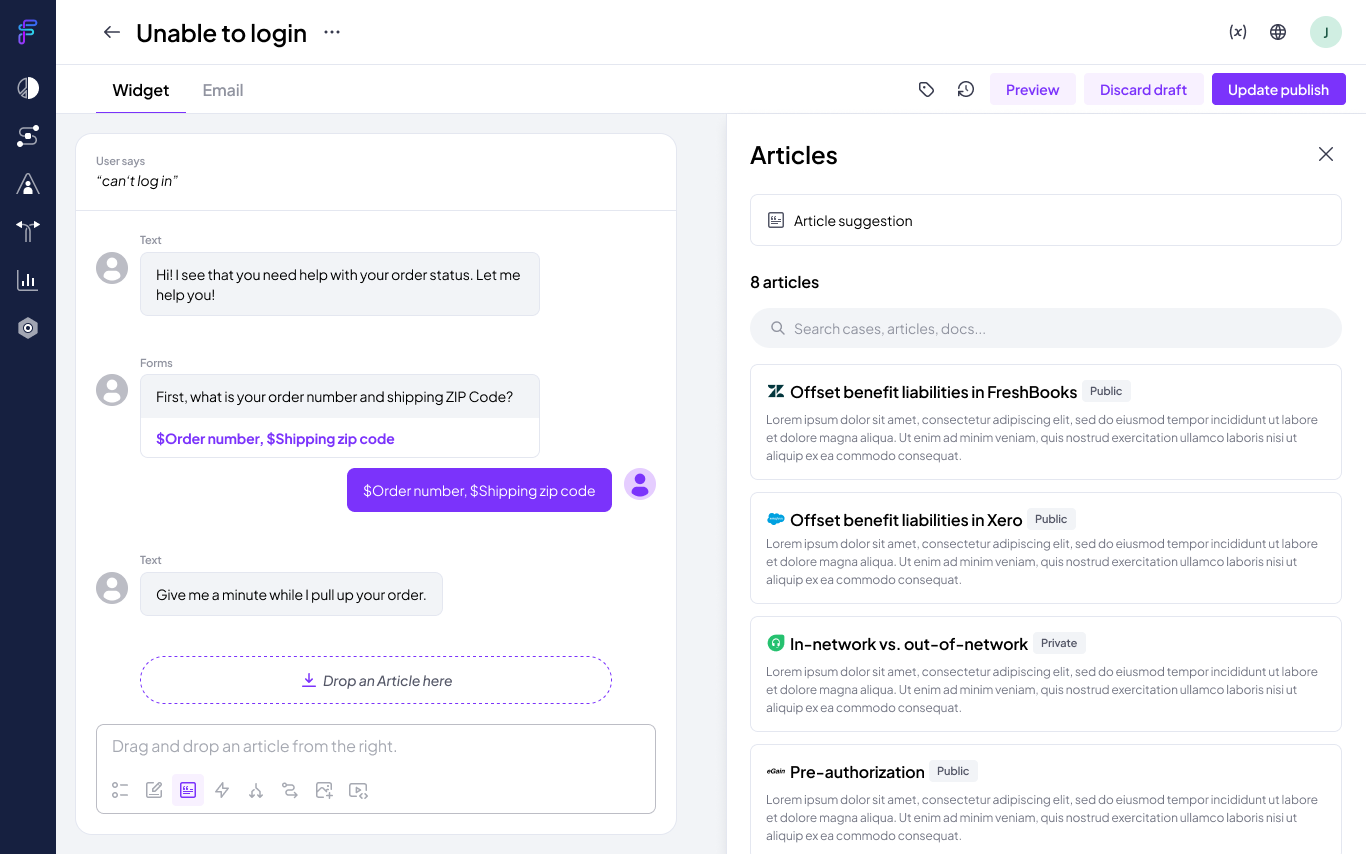 Unable to login
(x)
J
Widget
Email
Preview
Discard draft
Update publish
User says
“can't log in”
Text
Hi! I see that you need help with your order status. Let me
help you!
Forms
First, what is your order number and shipping ZIP Code?
$Order number, $Shipping zip code
$Order number, $Shipping zip code
Text
Give me a minute while I pull up your order.
Drop an Article here
Drag and drop an article from the right.
Articles
Article suggestion
8 articles
Search cases, articles, docs...
Offset benefit liabilities in FreshBooks Public
Lorem ipsum dolor sit amet, consectetur adipiscing elit, sed do eiusmod tempor incididunt ut labore
et dolore magna aliqua. Ut enim ad minim veniam, quis nostrud exercitation ullamco laboris nisi ut
aliquip ex ea commodo consequat.
Offset benefit liabilities in Xero Public
Lorem ipsum dolor sit amet, consectetur adipiscing elit, sed do eiusmod tempor incididunt ut labore
et dolore magna aliqua. Ut enim ad minim veniam, quis nostrud exercitation ullamco laboris nisi ut
aliquip ex ea commodo consequat.
In-network vs. out-of-network Private
Lorem ipsum dolor sit amet, consectetur adipiscing elit, sed do eiusmod tempor incididunt ut labore
et dolore magna aliqua. Ut enim ad minim veniam, quis nostrud exercitation ullamco laboris nisi ut
aliquip ex ea commodo consequat.
eGain Pre-authorization Public
Lorem ipsum dolor sit amet, consectetur adipiscing elit, sed do eiusmod tempor incididunt ut labore
et dolore magna aliqua. Ut enim ad minim veniam, quis nostrud exercitation ullamco laboris nisi ut
aliquip ex ea commodo consequat.